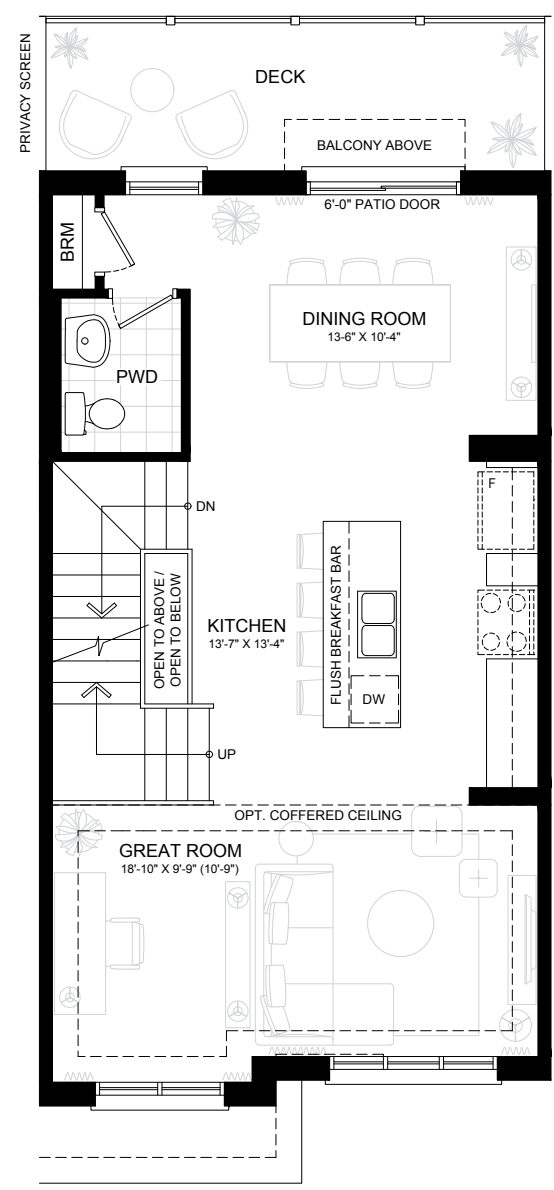 PRIVACY SCREEN
DECK
BALCONY ABOVE
6'-0" PATIO DOOR
BRM
DINING ROOM
13-6" X 10'-4"
PWD
F
DN
OPEN TO ABOVE /
OPEN TO BELOW
KITCHEN
13'-7" X 13'-4"
FLUSH BREAKFAST BAR
DW
UP
OPT. COFFERED CEILING
GREAT ROOM
18'-10" X 9'-9" (10'-9")